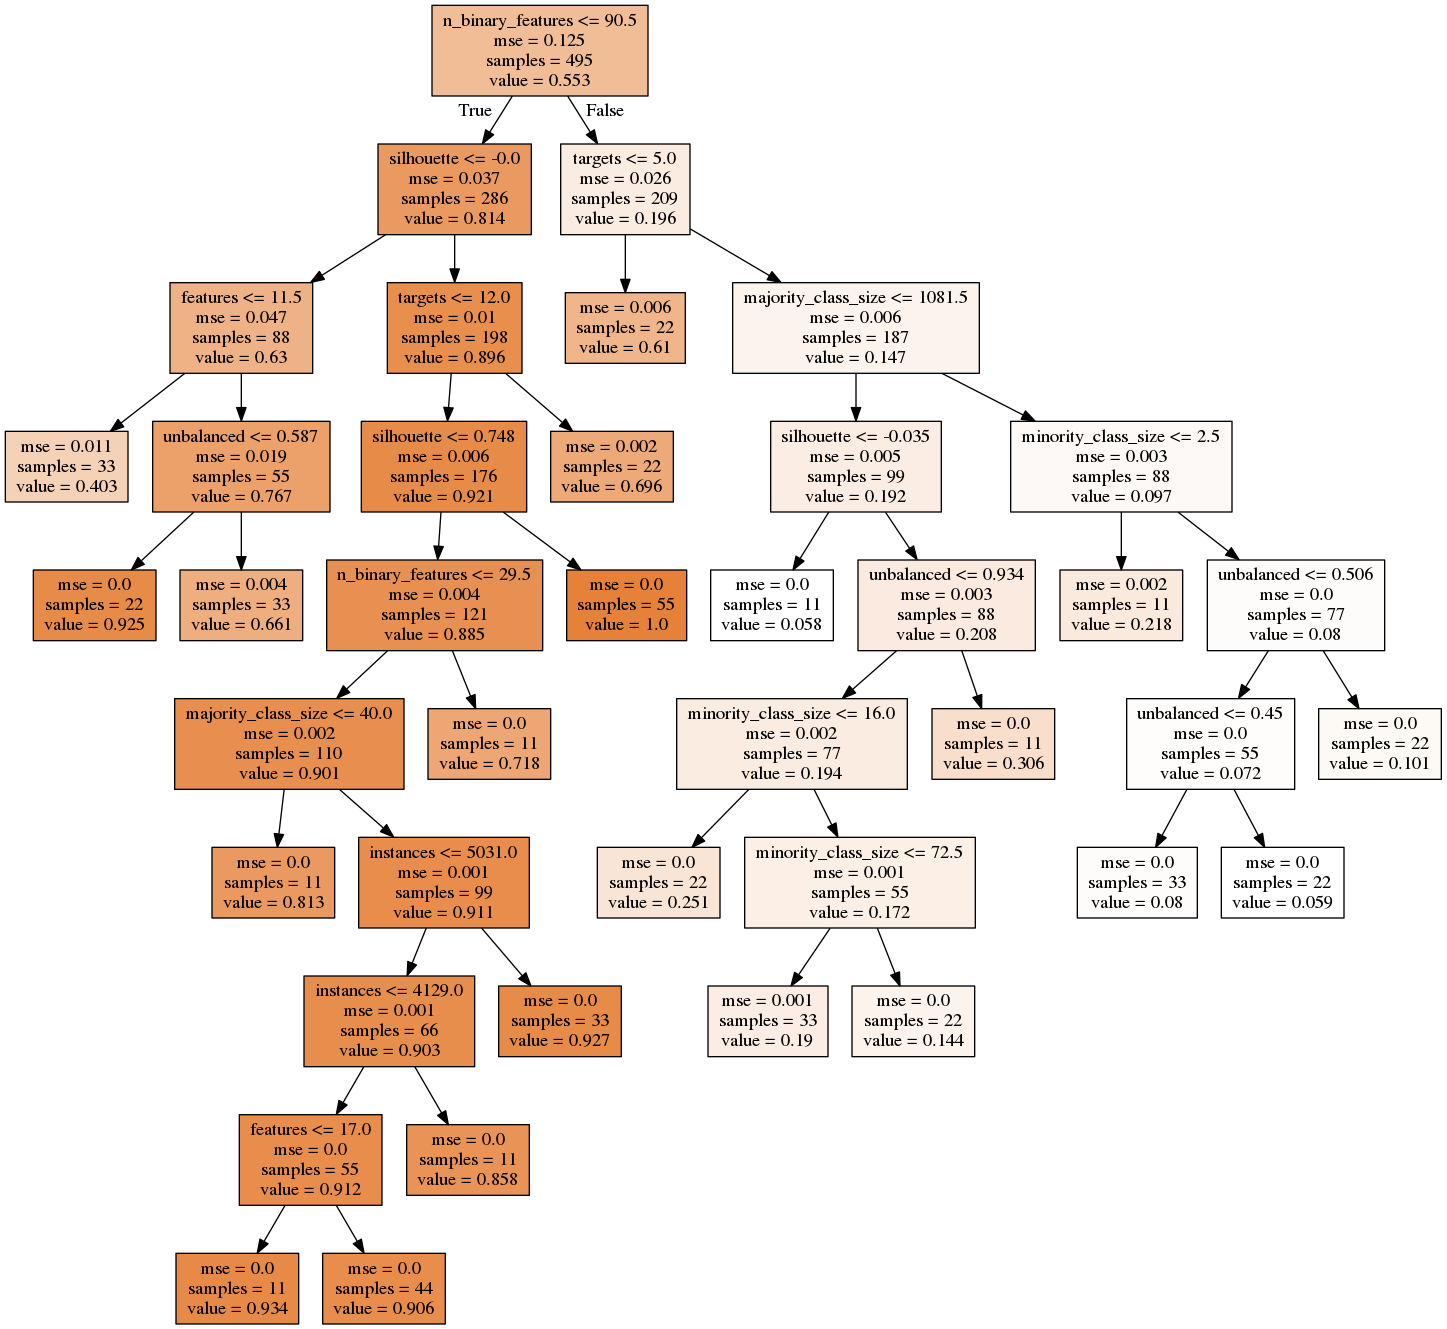 n_binary_features <= 90.5
mse = 0.125
samples = 495
value = 0.553
True
False
silhouette <= -0.0
mse = 0.037
samples = 286
value = 0.814
targets <= 5.0
mse = 0.026
samples = 209
value = 0.196
features <= 11.5
mse = 0.047
samples = 88
value = 0.63
targets <= 12.0
mse = 0.01
samples = 198
value = 0.896
mse = 0.006
samples = 22
value = 0.61
majority_class_size <= 1081.5
mse = 0.006
samples = 187
value = 0.147
mse = 0.011
samples = 33
value = 0.403
unbalanced <= 0.587
mse = 0.019
samples = 55
value = 0.767
silhouette <= 0.748
mse = 0.006
samples = 176
value = 0.921
mse = 0.002
samples = 22
value = 0.696
silhouette <= -0.035
mse = 0.005
samples = 99
value = 0.192
minority_class_size <= 2.5
mse = 0.003
samples = 88
value = 0.097
mse = 0.0
samples = 22
value = 0.925
mse = 0.004
samples = 33
value = 0.661
n_binary_features <= 29.5
mse = 0.004
samples = 121
value = 0.885
mse = 0.0
samples = 55
value = 1.0
mse = 0.0
samples = 11
value = 0.058
unbalanced <= 0.934
mse = 0.003
samples = 88
value = 0.208
mse = 0.002
samples = 11
value = 0.218
unbalanced <= 0.506
mse = 0.0
samples = 77
value = 0.08
majority_class_size <= 40.0
mse = 0.002
samples = 110
value = 0.901
mse = 0.0
samples = 11
value = 0.718
minority_class_size <= 16.0
mse = 0.002
samples = 77
value = 0.194
mse = 0.0
samples = 11
value = 0.306
unbalanced <= 0.45
mse = 0.0
samples = 55
value = 0.072
mse = 0.0
samples = 22
value = 0.101
mse = 0.0
samples = 11
value = 0.813
instances <= 5031.0
mse = 0.001
samples = 99
value = 0.911
mse = 0.0
samples = 22
value = 0.251
minority_class_size <= 72.5
mse = 0.001
samples = 55
value = 0.172
mse = 0.0
samples = 33
value = 0.08
mse = 0.0
samples = 22
value = 0.059
instances <= 4129.0
mse = 0.001
samples = 66
value = 0.903
mse = 0.0
samples = 33
value = 0.927
mse = 0.001
samples = 33
value = 0.19
mse = 0.0
samples = 22
value = 0.144
features <= 17.0
mse = 0.0
samples = 55
value = 0.912
mse = 0.0
samples = 11
value = 0.858
mse = 0.0
samples = 11
value = 0.934
mse = 0.0
samples = 44
value = 0.906